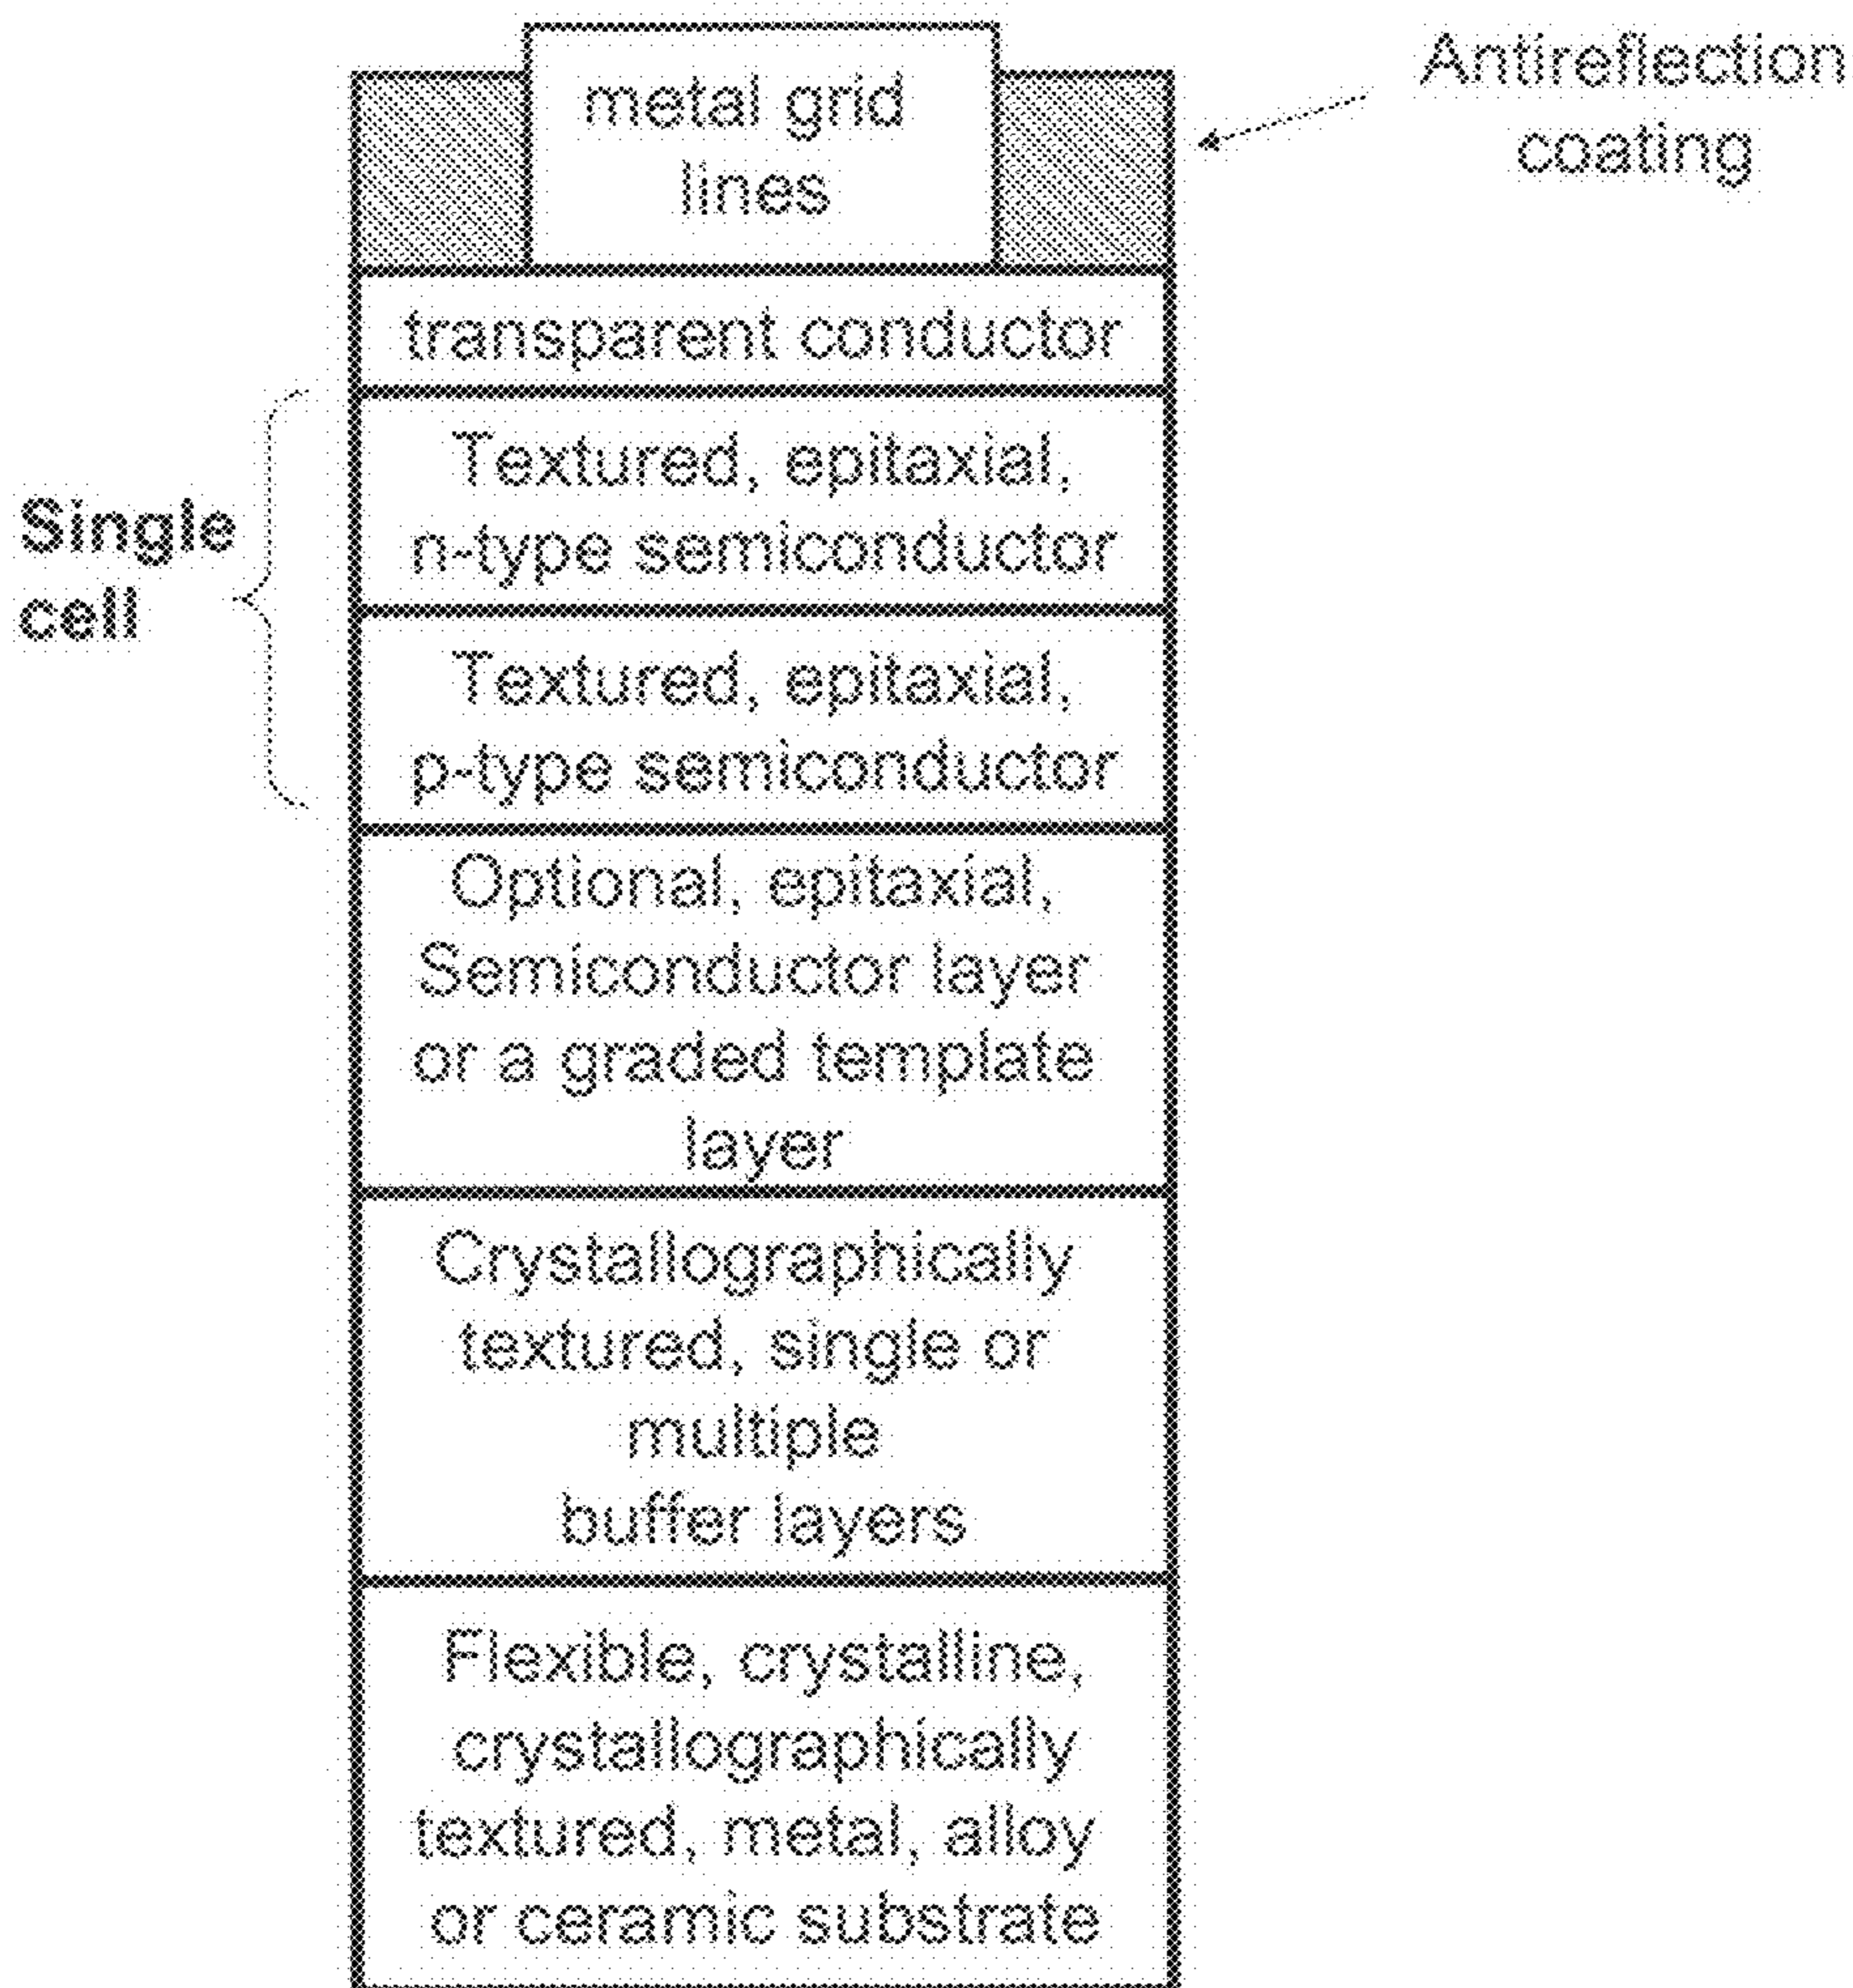 metal grid
lines
Antireflection
coating
transparent conductor
Single
cell
Textured, epitaxial,
n-type semiconductor
Textured, epitaxial,
p-type semiconductor
Optional, epitaxial,
Semiconductor layer
or a graded template
layer
Crystallographically
textured, single or
multiple
buffer layers
Flexible, crystalline,
crystallographically
textured, metal, alloy
or ceramic substrate